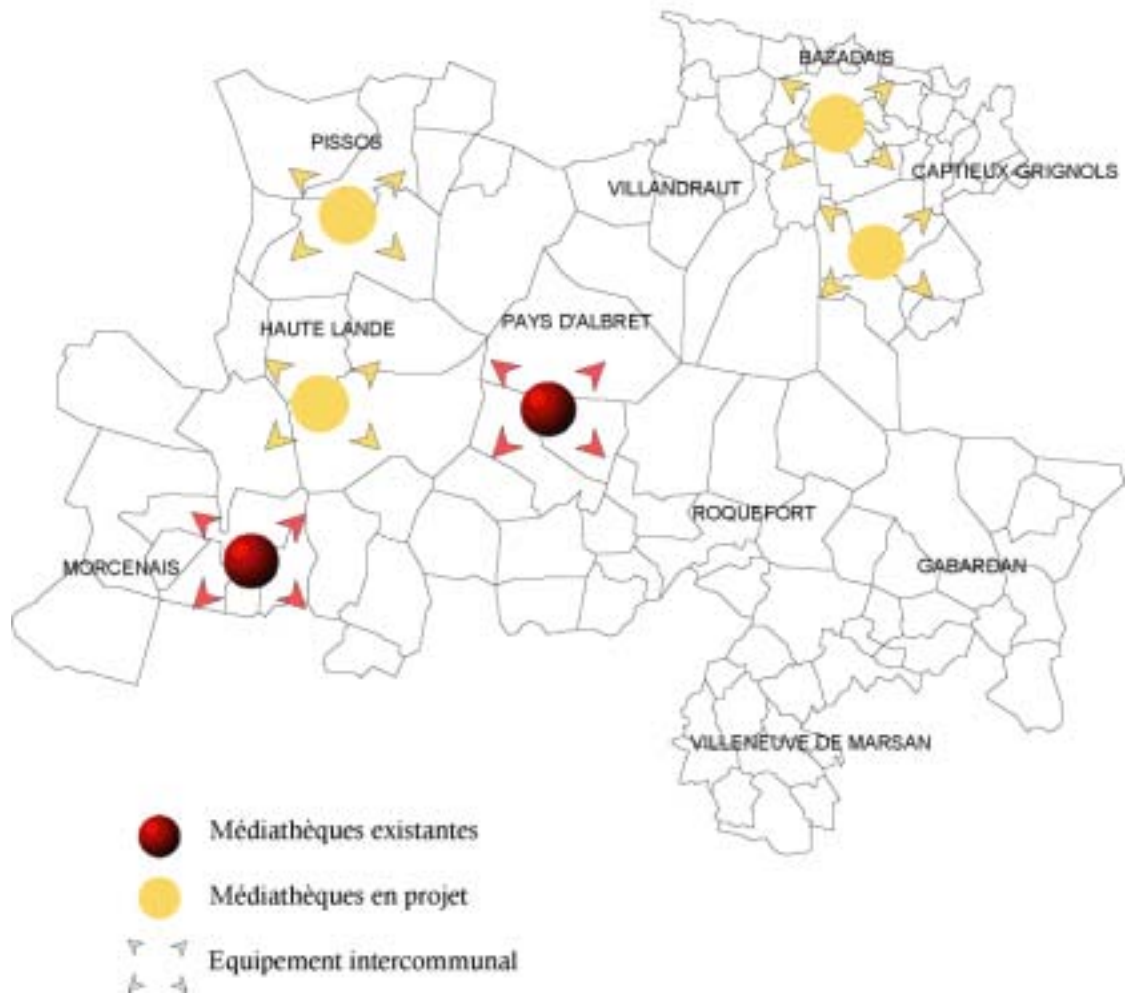 BAZADAIS
PISSOS
CAPTIEUX-GRIGNOLS
VILLANDRAUT
PAYS D'ALBRET
HAUTE LANDE
ROQUEFORT
MORCENAIS
GABARDAN
VILLENEUVE DE MARSAN
Médiathèques existantes
Médiathèques en projet
Equipement intercommunal